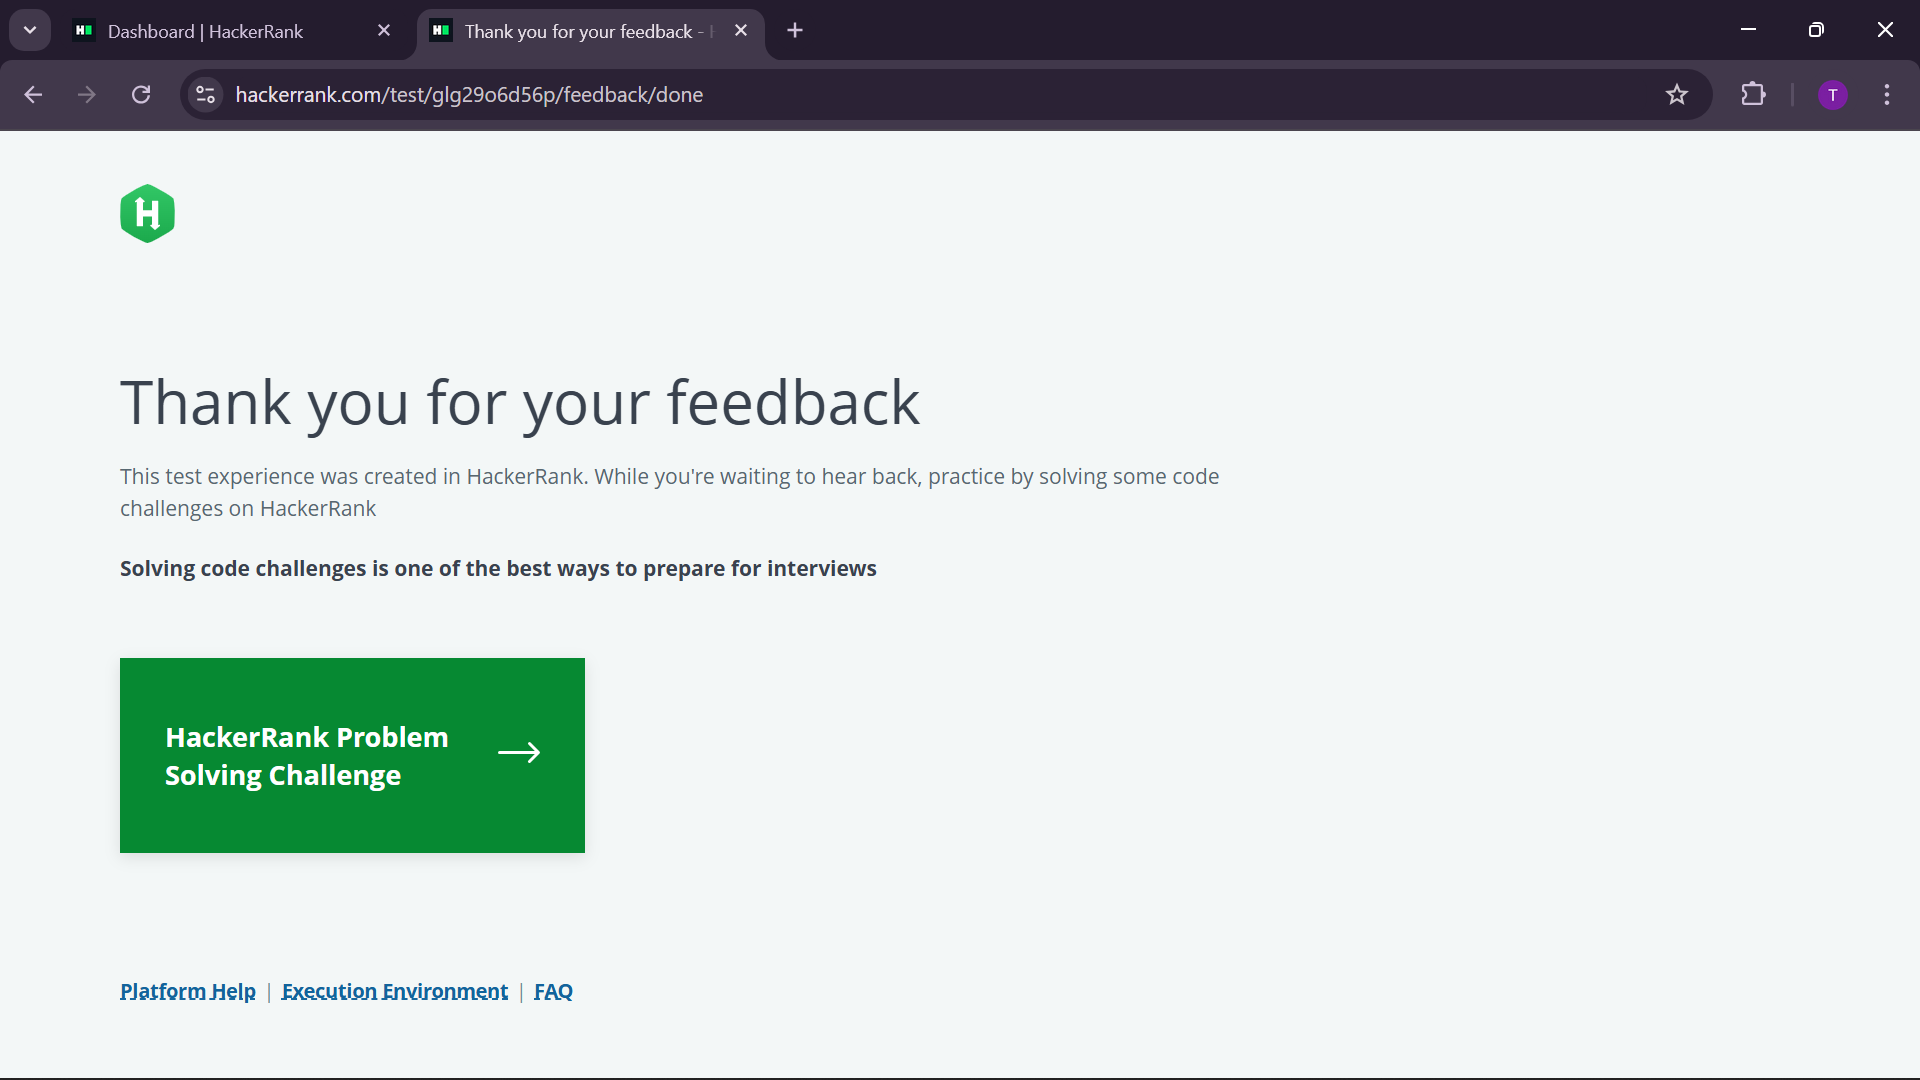 Dashboard | HackerRank
Thank you for your feedback -
hackerrank.com/test/glg29o6d56p/feedback/done
T
H
Thank you for your feedback
This test experience was created in HackerRank. While you're waiting to hear back, practice by solving some code
challenges on HackerRank
Solving code challenges is one of the best ways to prepare for interviews
HackerRank Problem
Solving Challenge
Platform Help | Execution Environment | FAQ